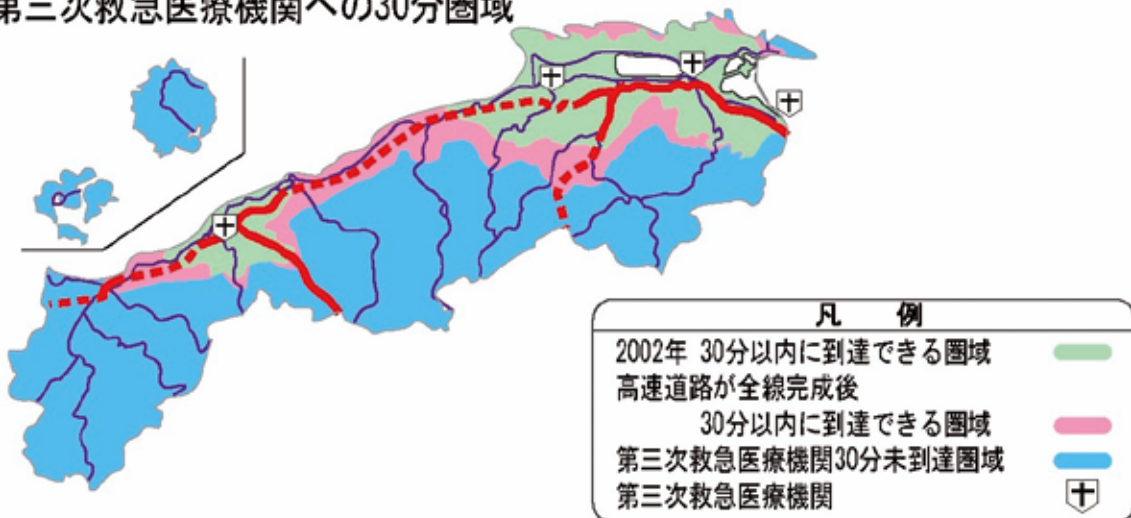 第三次救急医療機関への30分圏域
凡 例
2002年 30分以内に到達できる圏域
高速道路が全線完成後
30分以内に到達できる圏域
第三次救急医療機関30分未到達圏域
第三次救急医療機関